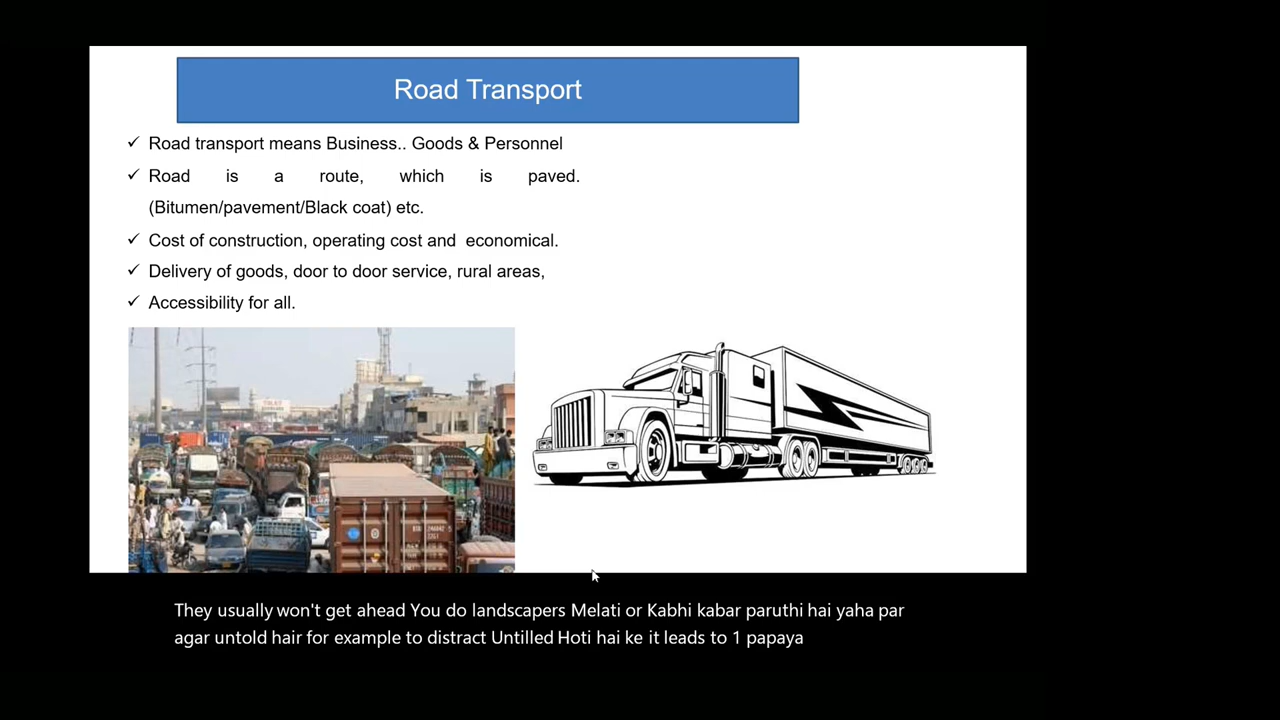 Road Transport
Road transport means Business.. Goods & Personnel
Road is a route, which is paved.
(Bitumen/pavement/Black coat) etc.
Cost of construction, operating cost and economical.
Delivery of goods, door to door service, rural areas,
Accessibility for all.
They usually won't get ahead You do landscapers Melati or Kabhi kabar paruthi hai yaha par
agar untold hair for example to distract Untilled Hoti hai ke it leads to 1 papaya